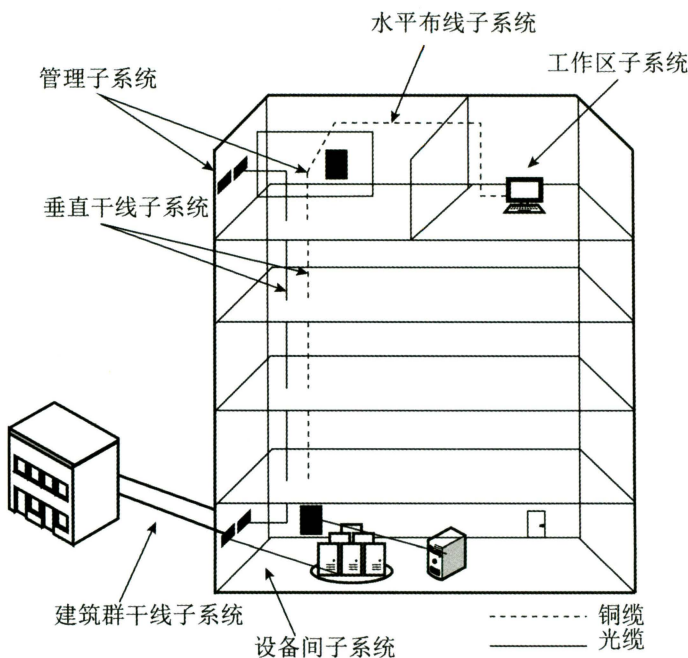 水平布线子系统
管理子系统
工作区子系统
垂直干线子系统
建筑群干线子系统
设备间子系统
铜缆
光缆